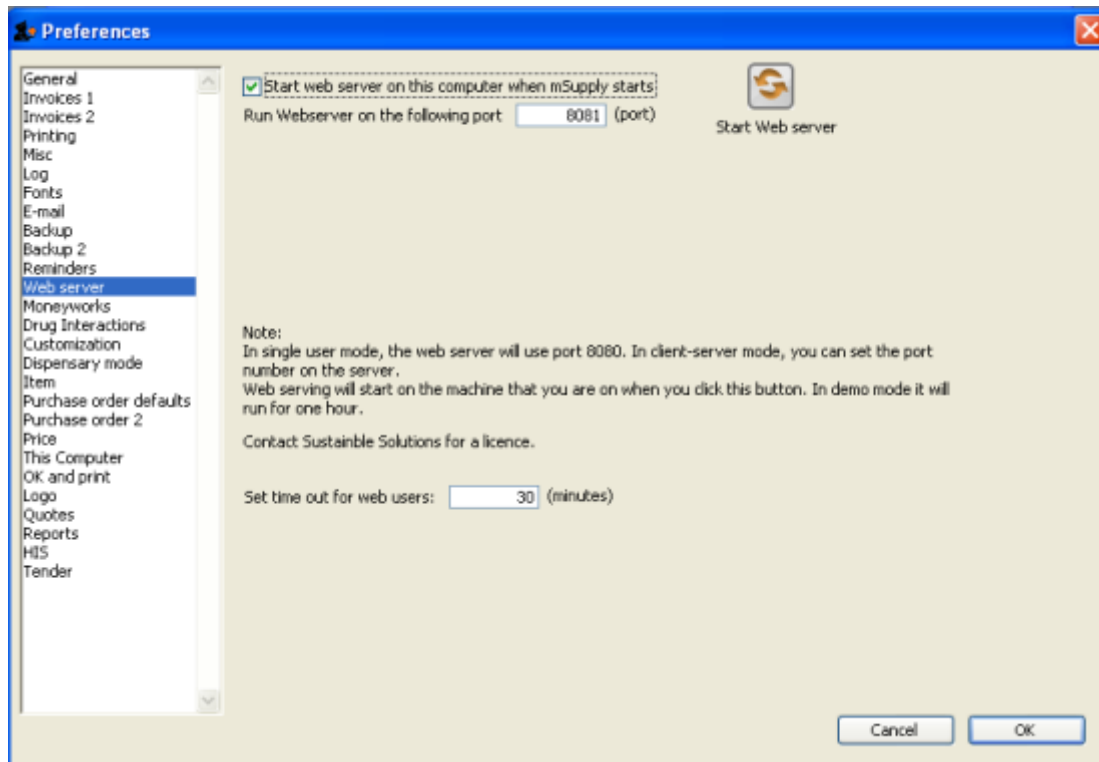 Preferences
General
Invoices 1
Invoices 2
Printing
Misc
Log
Fonts
E-mail
Backup
Backup 2
Reminders
Web server
Moneyworks
Drug Interactions
Customization
Dispensary mode
Item
Purchase order defaults
Purchase order 2
Price
This Computer
OK and print
Logo
Quotes
Reports
HIS
Tender
Start web server on this computer when mSupply starts
Run Webserver on the following port 8081 (port)
Start Web server
Note:
In single user mode, the web server will use port 8080. In client-server mode, you can set the port
number on the server.
Web serving will start on the machine that you are on when you click this button. In demo mode it will
run for one hour.
Contact Sustainble Solutions for a licence.
Set time out for web users: 30 (minutes)
Cancel OK